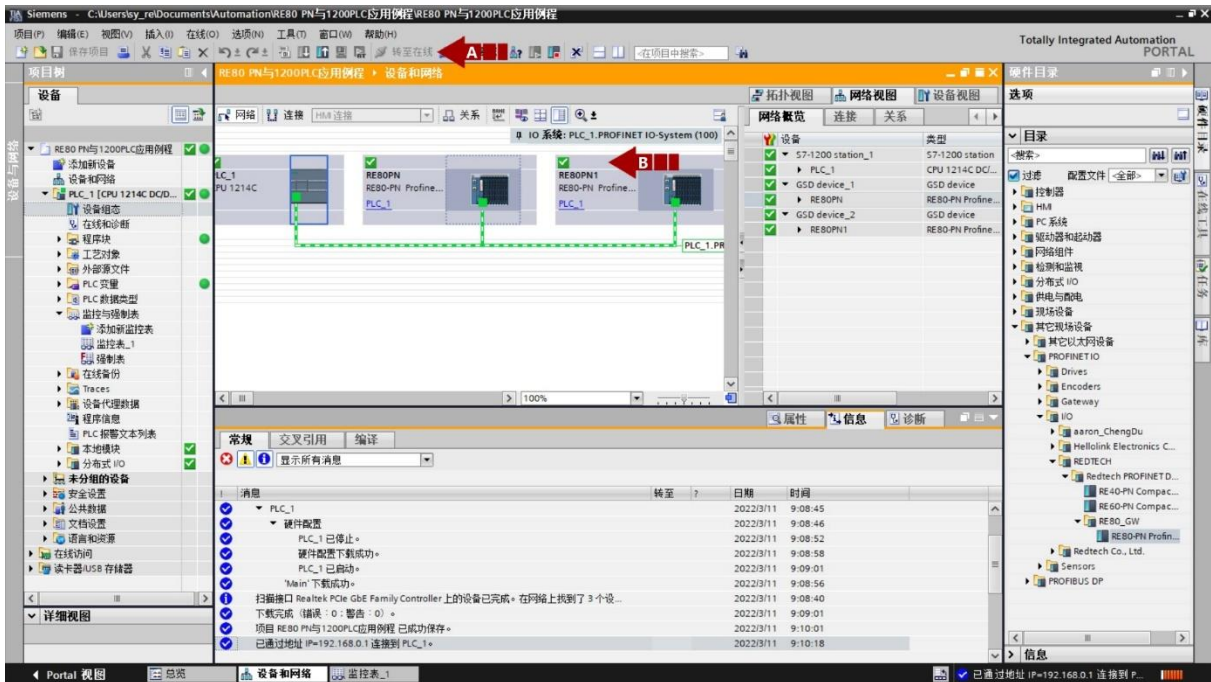 Siemens - C:\Users\sy_re\Documents\Automation\RE80 PN与1200PLC应用例程\RE80 PN与1200PLC应用例程
项目(P) 编辑(E) 视图(V) 插入(I) 在线(O) 选项(N) 工具(T) 窗口(W) 帮助(H)
Totally Integrated Automation
PORTAL
保存项目
转至在线
A
<在项目中搜索>
项目树
RE80 PN与1200PLC应用例程 ▸ 设备和网络
硬件目录
设备
拓扑视图
网络视图
设备视图
选项
网络
连接
HMI连接
关系
网络概览
连接
关系
IO 系统: PLC_1.PROFINET IO-System (100)
目录
设备
类型
<搜索>
过滤
配置文件
<全部>
RE80 PN与1200PLC应用例程
添加新设备
设备和网络
PLC_1 [CPU 1214C DC/D...
设备组态
在线和诊断
程序块
工艺对象
外部源文件
PLC 变量
PLC 数据类型
监控与强制表
添加新监控表
监控表_1
强制表
在线备份
Traces
设备代理数据
程序信息
PLC 报警文本列表
本地模块
分布式 I/O
未分组的设备
安全设置
公共数据
文档设置
语言和资源
在线访问
读卡器/USB 存储器
详细视图
设备与网络
LC_1
PU 1214C
RE80PN
RE80-PN Profine...
PLC_1
B
RE80PN1
RE80-PN Profine...
PLC_1
PLC_1.PR
100%
S7-1200 station_1 S7-1200 station
PLC_1 CPU 1214C DC/...
GSD device_1 GSD device
RE80PN RE80-PN Profine...
GSD device_2 GSD device
RE80PN1 RE80-PN Profine...
控制器
HMI
PC 系统
驱动器和起动器
网络组件
检测和监视
分布式 I/O
供电与配电
现场设备
其它现场设备
其它以太网设备
PROFINET IO
Drives
Encoders
Gateway
I/O
aaron_ChengDu
Hellolink Electronics C...
REDTECH
Redtech PROFINET D...
RE40-PN Compac...
RE60-PN Compac...
RE80_GW
RE80-PN Profin...
Redtech Co., Ltd.
Sensors
PROFIBUS DP
信息
硬件目录
在线工具
任务
库
属性
信息
诊断
常规
交叉引用
编译
显示所有消息
! 消息 转至 ? 日期 时间
PLC_1 2022/3/11 9:08:45
硬件配置 2022/3/11 9:08:46
PLC_1 已停止。 2022/3/11 9:08:52
硬件配置下载成功。 2022/3/11 9:08:58
PLC_1 已启动。 2022/3/11 9:09:01
'Main' 下载成功。 2022/3/11 9:08:56
扫描接口 Realtek PCIe GbE Family Controller 上的设备已完成。在网络上找到了 3 个设... 2022/3/11 9:08:40
下载完成（错误：0；警告：0）。 2022/3/11 9:09:01
项目 RE80 PN与1200PLC应用例程 已成功保存。 2022/3/11 9:10:01
已通过地址 IP=192.168.0.1 连接到 PLC_1。 2022/3/11 9:10:18
Portal 视图
总览
设备和网络
监控表_1
已通过地址 IP=192.168.0.1 连接到 P...